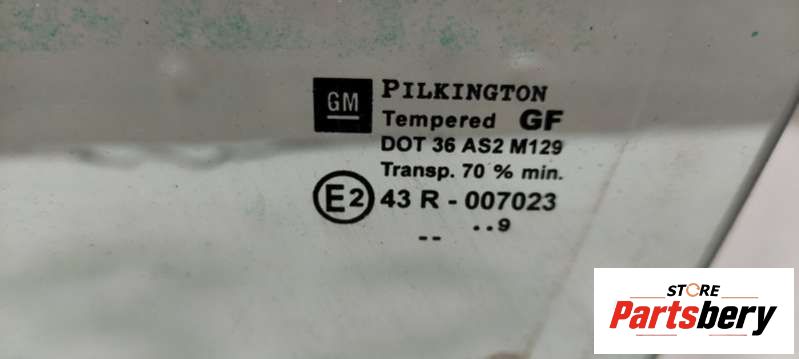 GM PILKINGTON
Tempered GF
DOT 36 AS2 M129
Transp. 70 % min.
E2 43 R - 007023
..9
--
STORE
Partsbery